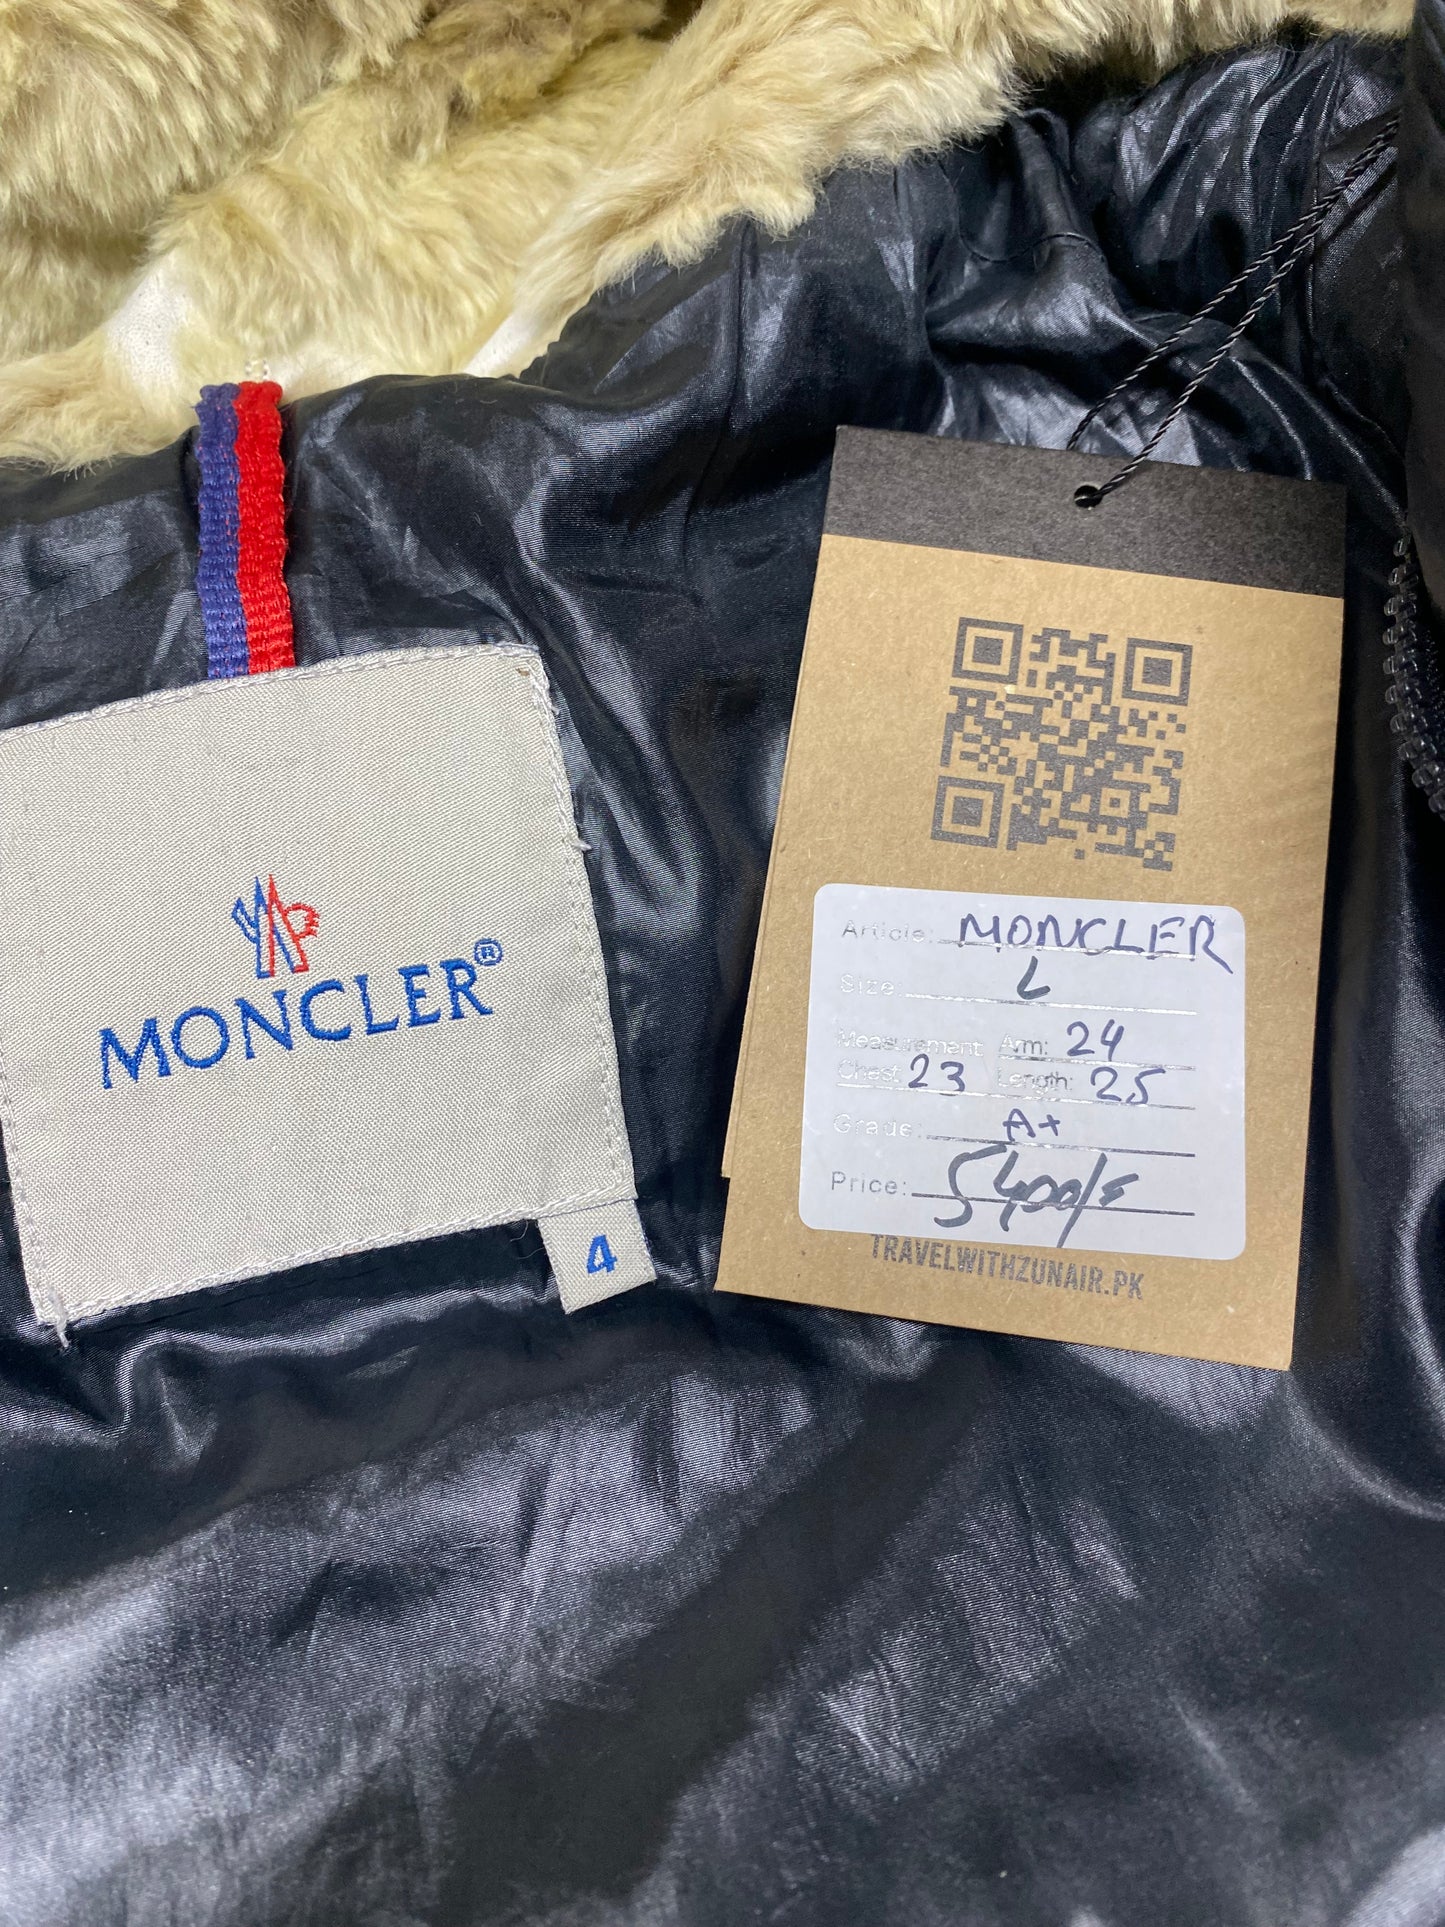 MONCLER®
4
Article: MONCLER
Size: L
Measurement Arm: 24
Chest 23 Length: 25
Grade: A+
Price: 5400/=
TRAVELWITHZUNAIR.PK